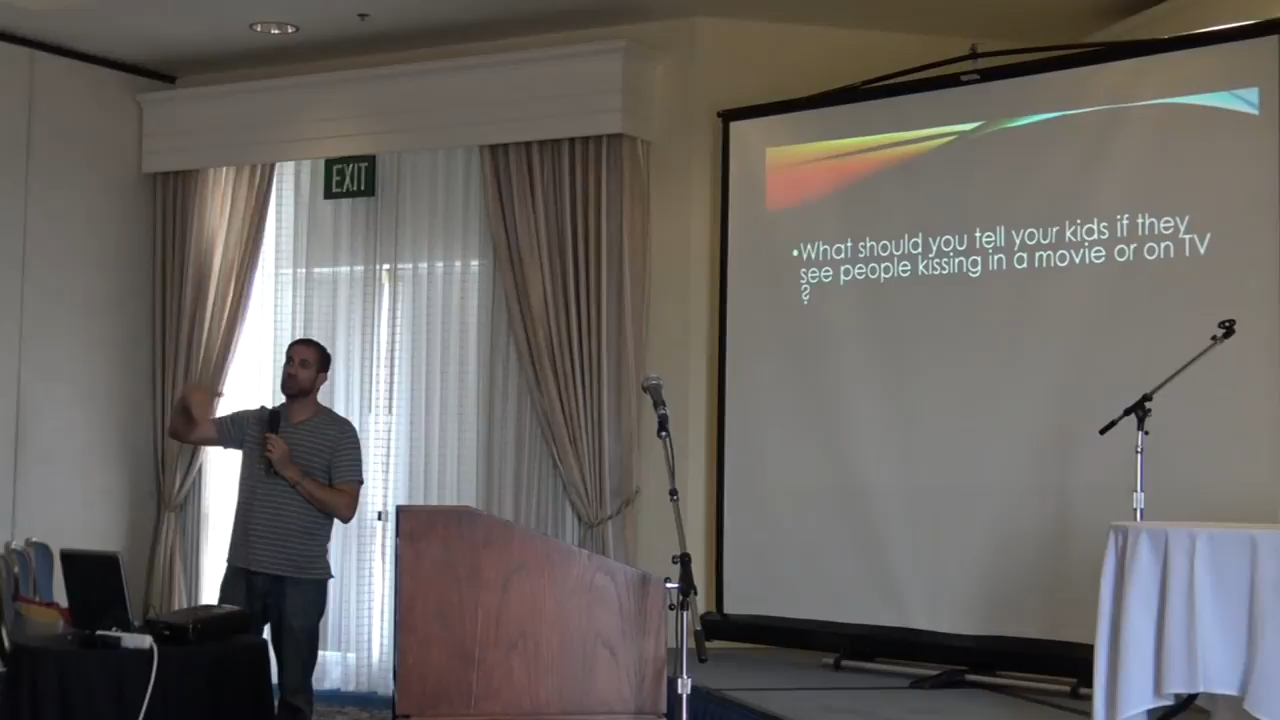 EXIT
•What should you tell your kids if they
see people kissing in a movie or on TV
?